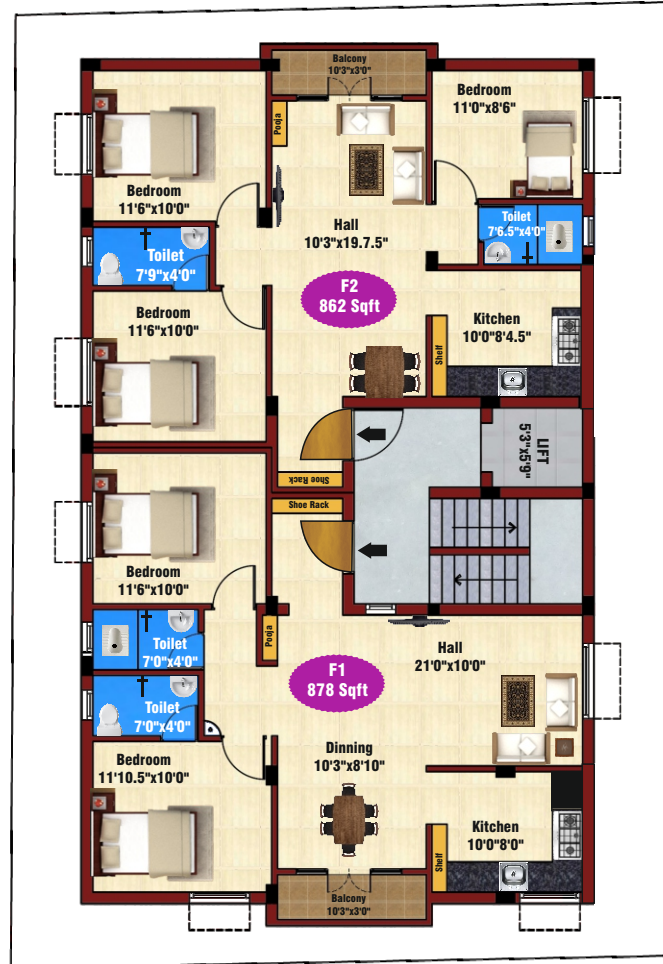 Balcony
10'3"x3'0"
Bedroom
11'0"x8'6"
Pooja
Bedroom
11'6"x10'0"
Hall
10'3"x19.7.5"
Toilet
7'6.5"x4'0"
Toilet
7'9"x4'0"
F2
862 Sqft
Bedroom
11'6"x10'0"
Kitchen
10'0"8'4.5"
Shelf
LIFT
5'3"x5'9"
Shoe Rack
Shoe Rack
Bedroom
11'6"x10'0"
Toilet
7'0"x4'0"
Pooja
Hall
21'0"x10'0"
F1
878 Sqft
Toilet
7'0"x4'0"
Dinning
10'3"x8'10"
Bedroom
11'10.5"x10'0"
Kitchen
10'0"8'0"
Shelf
Balcony
10'3"x3'0"